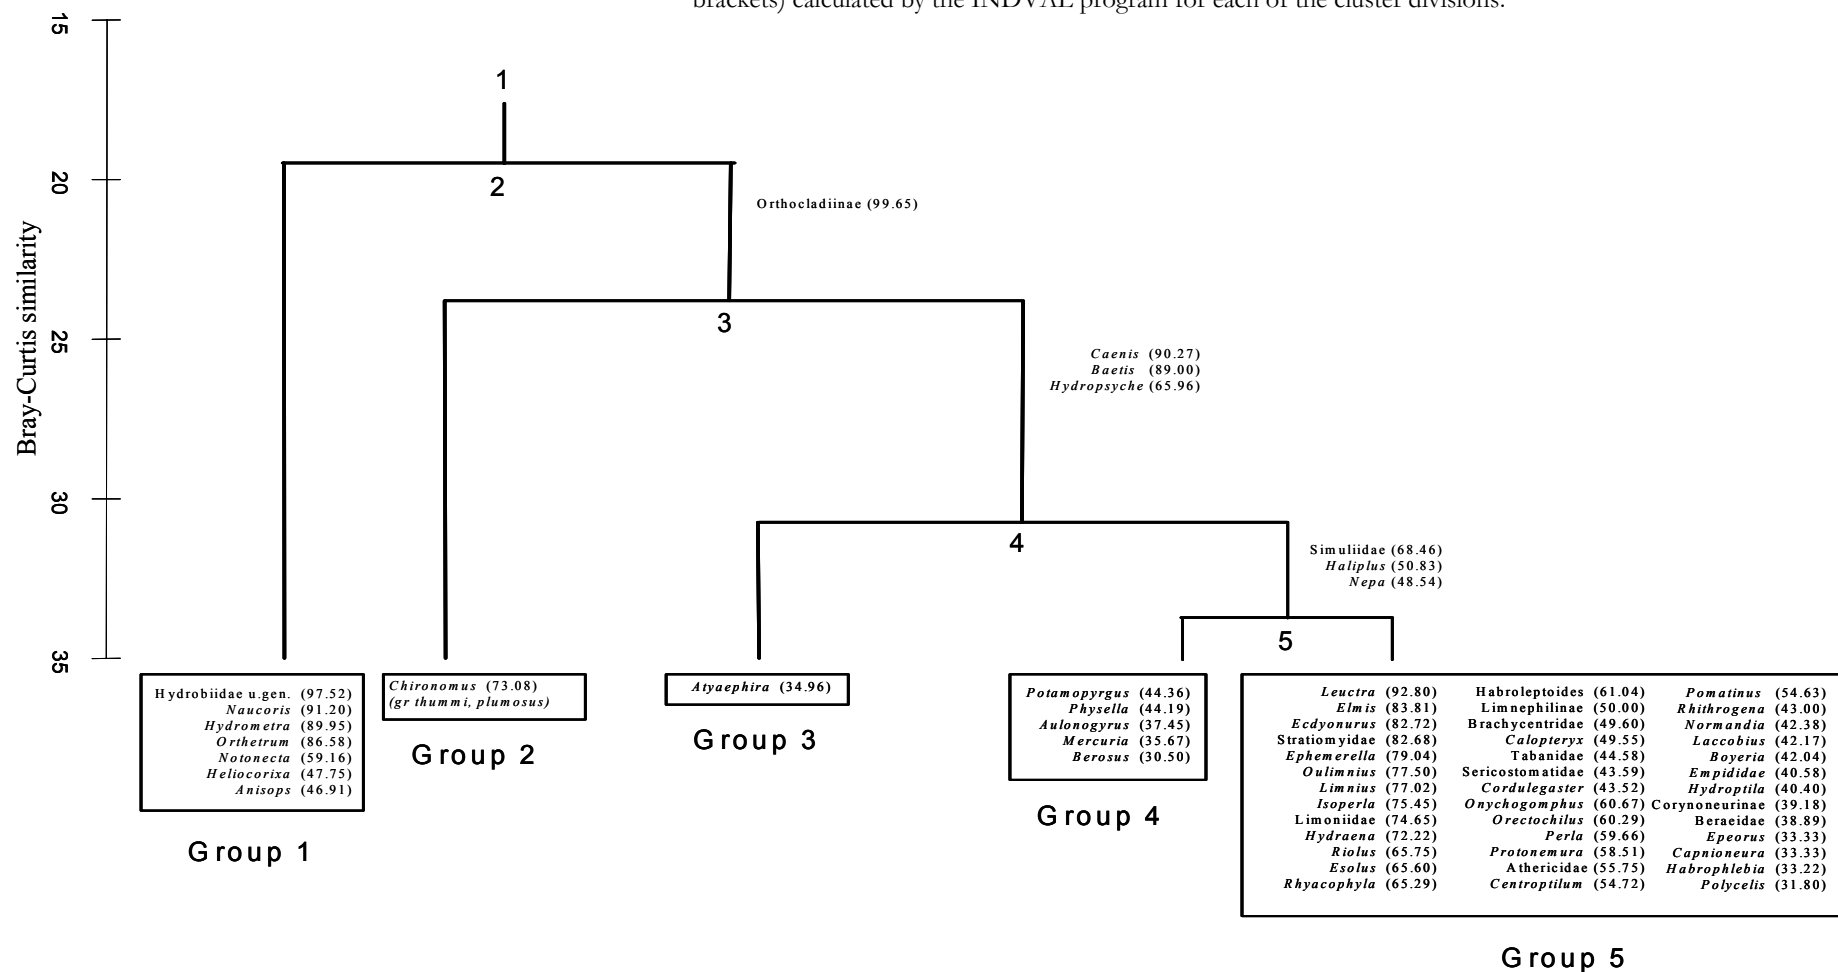 brackets) calculated by the INDVAL program for each of the cluster divisions.
15
1
20
2
Orthocladiinae (99.65)
Bray-Curtis similarity
3
25
Caenis (90.27)
Baetis (89.00)
Hydropsyche (65.96)
30
4
Simuliidae (68.46)
Haliplus (50.83)
Nepa (48.54)
5
35
Hydrobiidae u.gen. (97.52)
Naucoris (91.20)
Hydrometra (89.95)
Orthetrum (86.58)
Notonecta (59.16)
Heliocorixa (47.75)
Anisops (46.91)
Group 1
Chironomus (73.08)
(gr thummi, plumosus)
Group 2
Atyaephira (34.96)
Group 3
Potamopyrgus (44.36)
Physella (44.19)
Aulonogyrus (37.45)
Mercuria (35.67)
Berosus (30.50)
Group 4
Leuctra (92.80) Habroleptoides (61.04) Pomatinus (54.63)
Elmis (83.81) Limnephilinae (50.00) Rhithrogena (43.00)
Ecdyonurus (82.72) Brachycentridae (49.60) Normandia (42.38)
Stratiomyidae (82.68) Calopteryx (49.55) Laccobius (42.17)
Ephemerella (79.04) Tabanidae (44.58) Boyeria (42.04)
Oulimnius (77.50) Sericostomatidae (43.59) Empididae (40.58)
Limnius (77.02) Cordulegaster (43.52) Hydroptila (40.40)
Isoperla (75.45) Onychogomphus (60.67) Corynoneurinae (39.18)
Limoniidae (74.65) Orectochilus (60.29) Beraeidae (38.89)
Hydraena (72.22) Perla (59.66) Epeorus (33.33)
Riolus (65.75) Protonemura (58.51) Capnioneura (33.33)
Esolus (65.60) Athericidae (55.75) Habrophlebia (33.22)
Rhyacophyla (65.29) Centroptilum (54.72) Polycelis (31.80)
Group 5